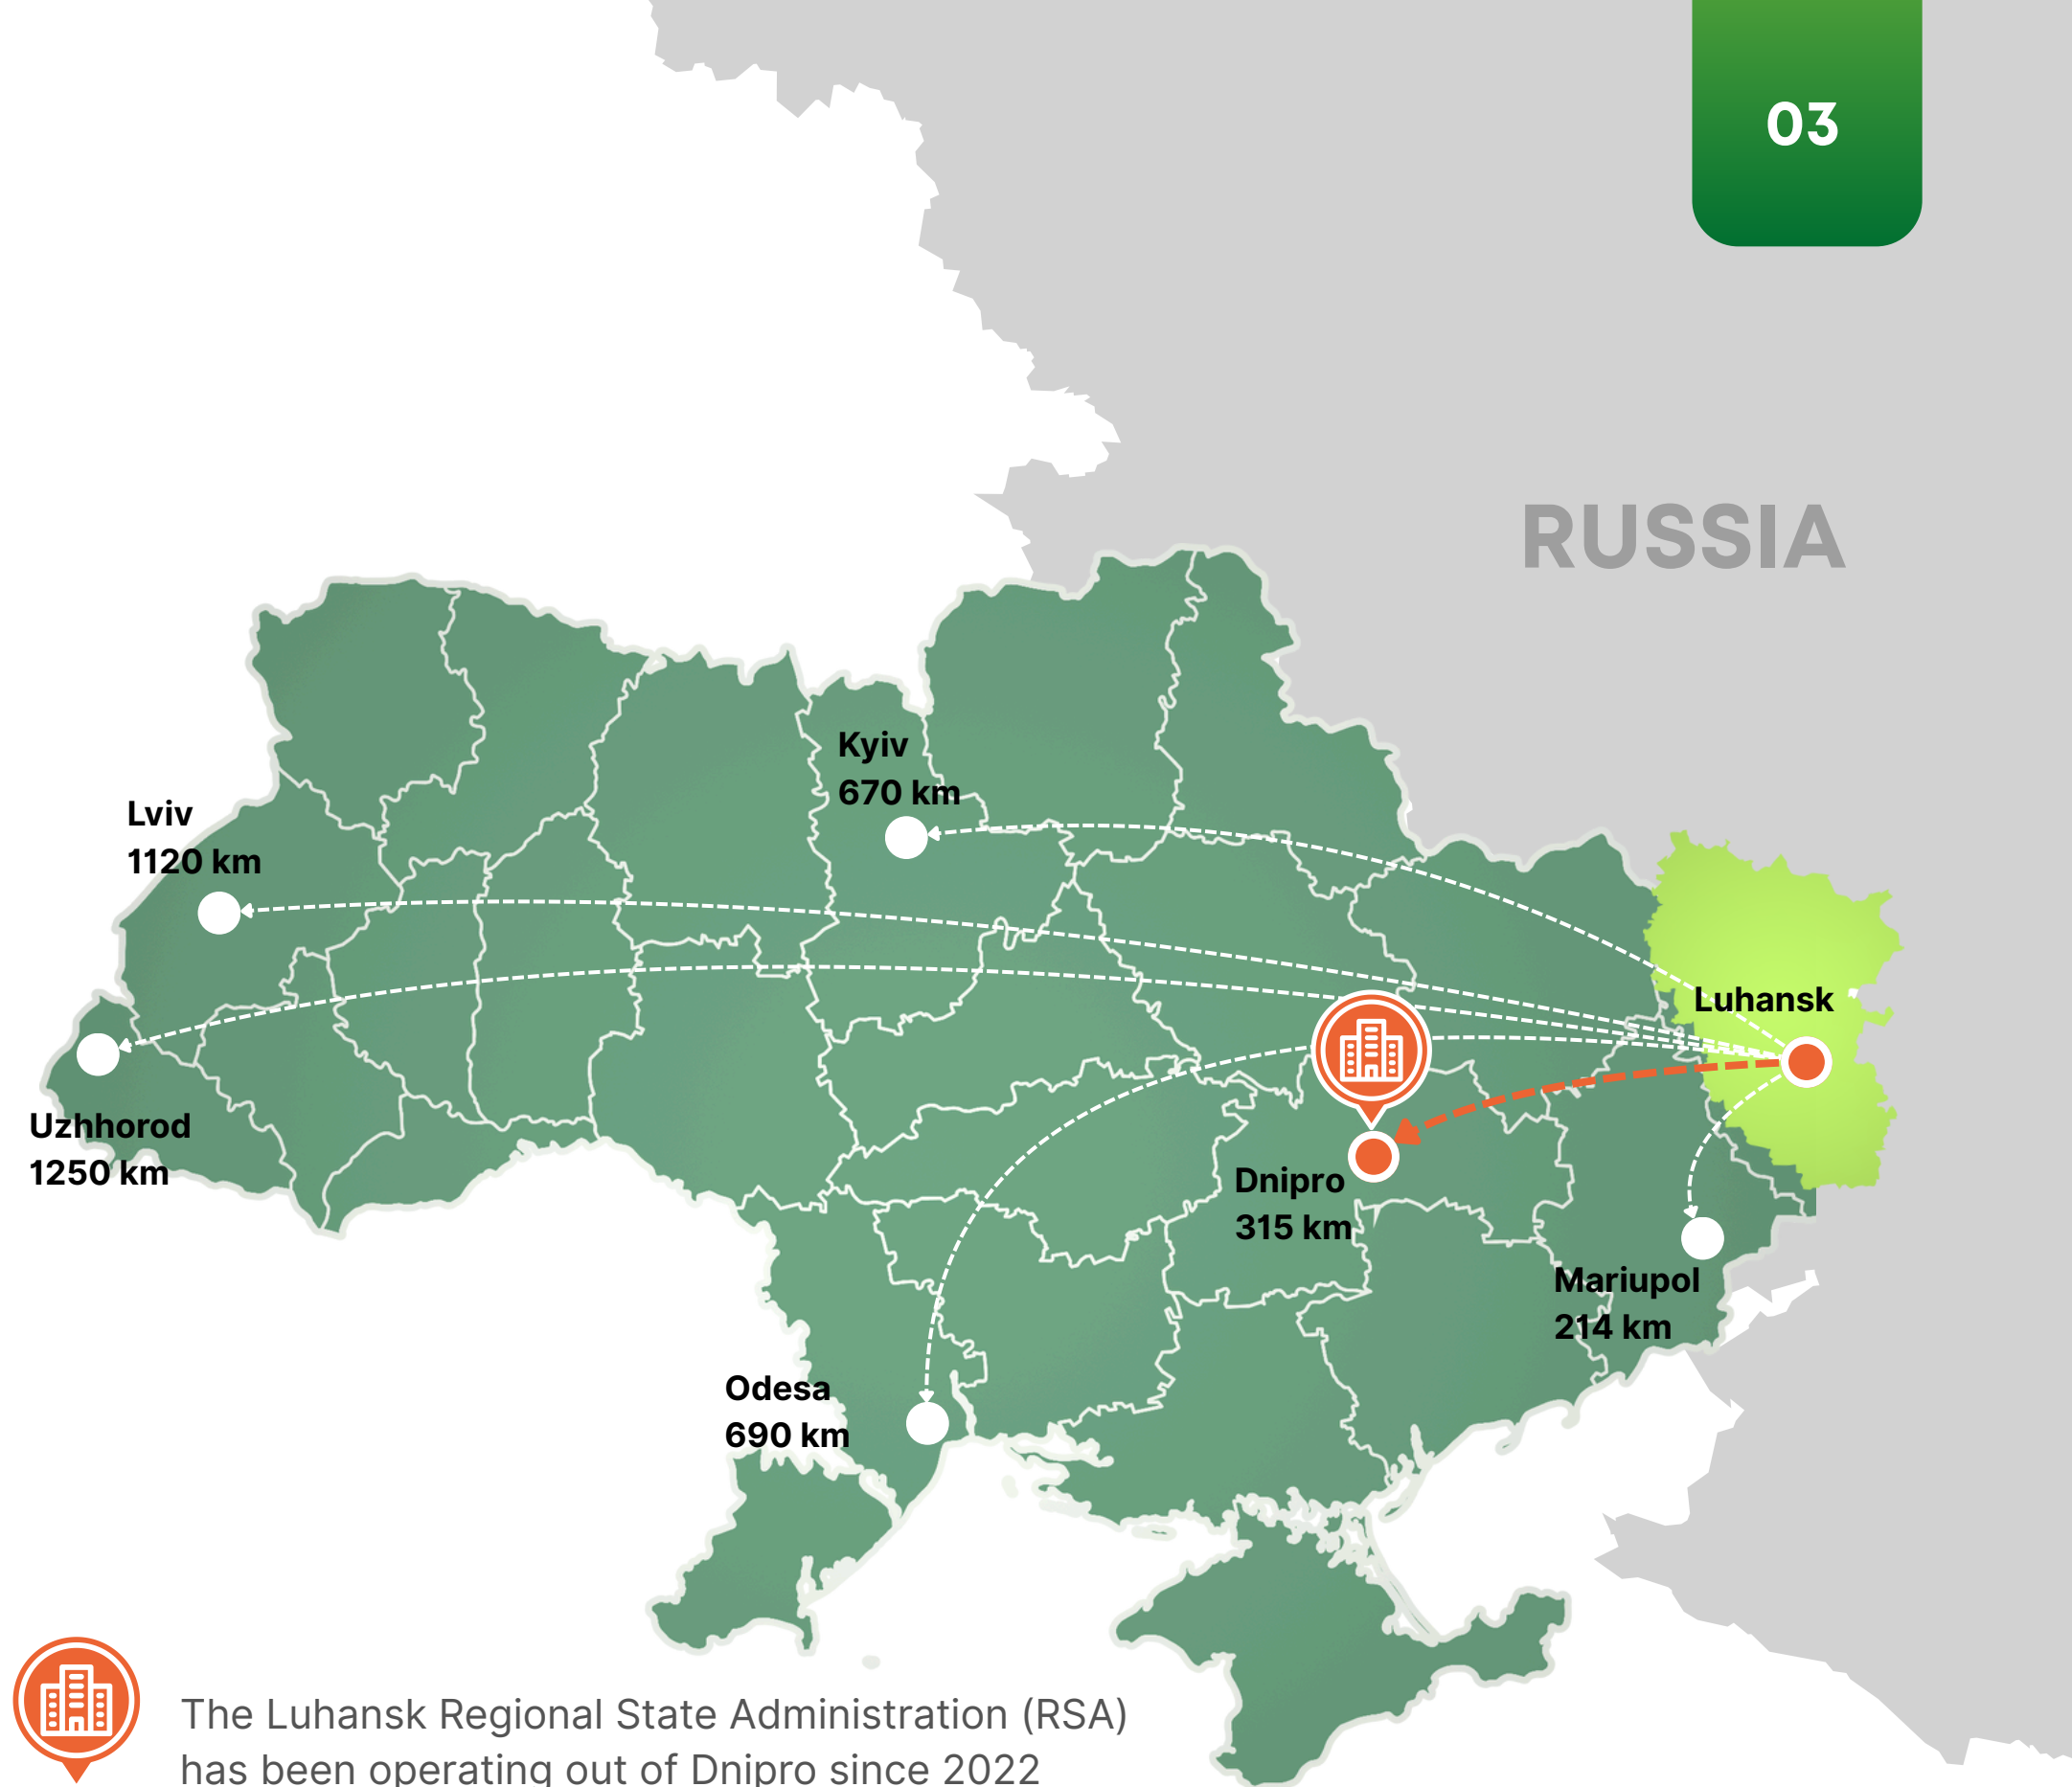 03
RUSSIA
Kyiv
670 km
Lviv
1120 km
Luhansk
Uzhhorod
1250 km
Dnipro
315 km
Mariupol
214 km
Odesa
690 km
The Luhansk Regional State Administration (RSA)
has been operating out of Dnipro since 2022